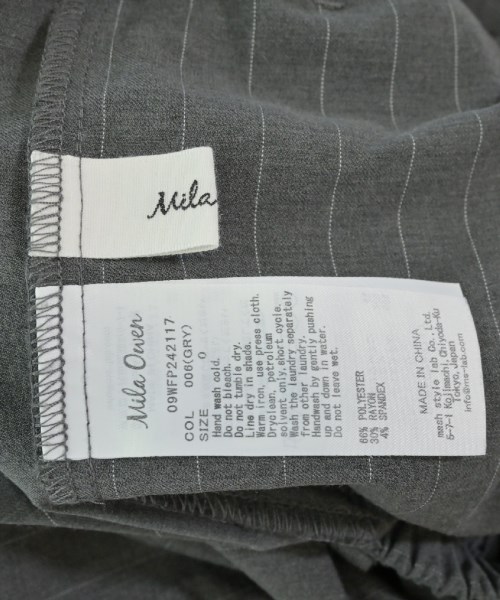 Mila
Mila Owen
09WFP242117
COL 006(GRY)
SIZE 0
Hand wash cold.
Do not bleach.
Do not tumble dry.
Line dry in shade.
Warm iron, use press cloth.
Dryclean, petroleum
solvent only,short cycle.
Wash the laundry separately
from other laundry.
Handwash by gently pushing
up and down in water.
Do not leave wet.
66% POLYESTER
30% RAYON
4% SPANDEX
MADE IN CHINA
mash style lab Co., Ltd.
5-7-1 Kojimachi, Chiyoda-Ku
Tokyo, Japan
info@ms-lab.com